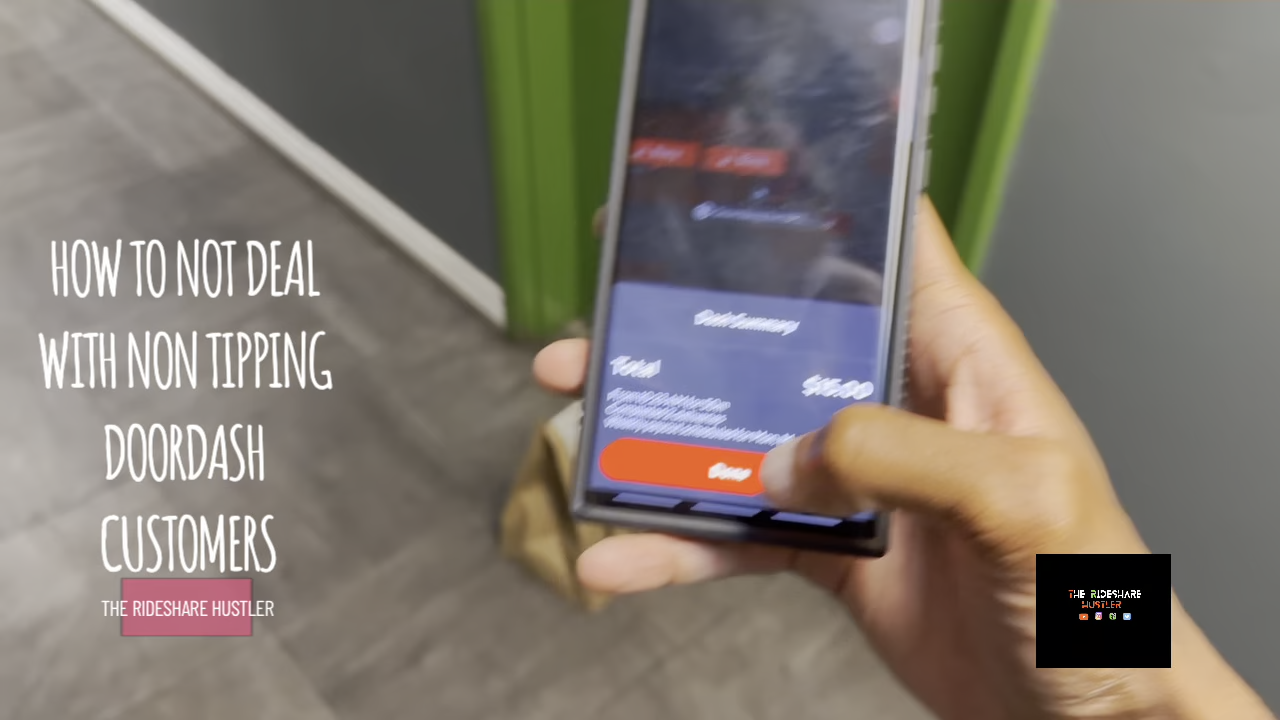 HOW TO NOT DEAL
WITH NON TIPPING
DOORDASH
CUSTOMERS
THE RIDESHARE HUSTLER
Dash Summary
Total
$15.00
Done
THE RIDESHARE
HUSTLER